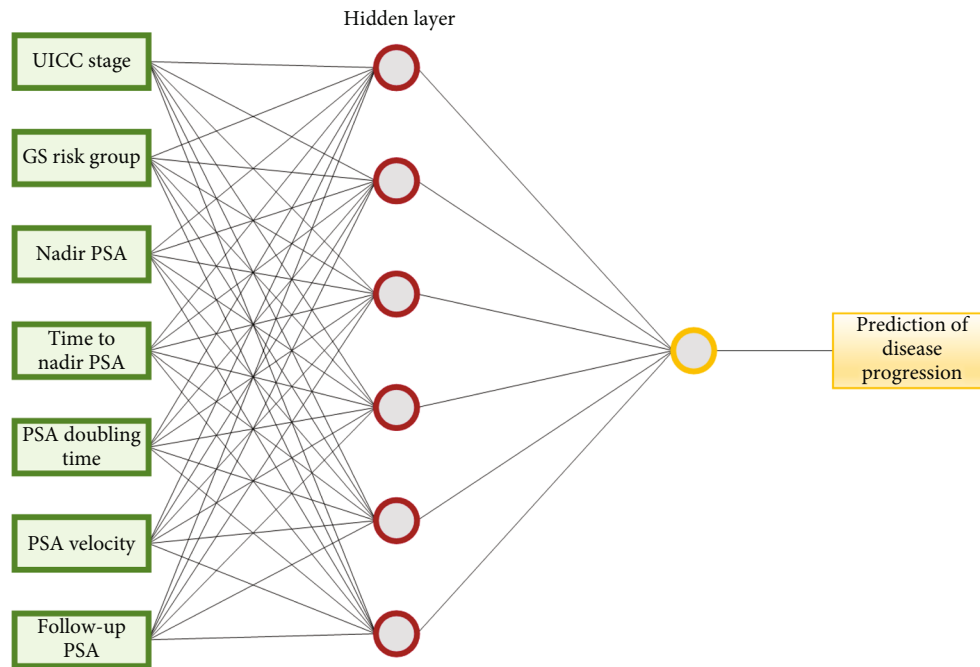 Hidden layer
UICC stage
GS risk group
Nadir PSA
Time to
nadir PSA
PSA doubling
time
PSA velocity
Follow-up
PSA
Prediction of
disease
progression